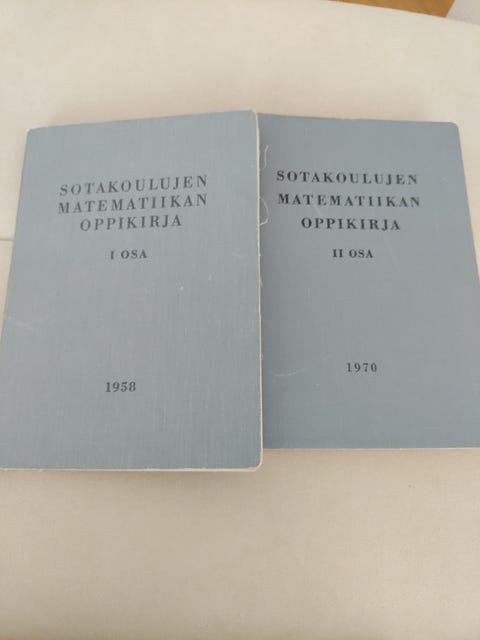 SOTAKOULUJEN
MATEMATIIKAN
OPPIKIRJA
I OSA
1958
SOTAKOULUJEN
MATEMATIIKAN
OPPIKIRJA
II OSA
1970